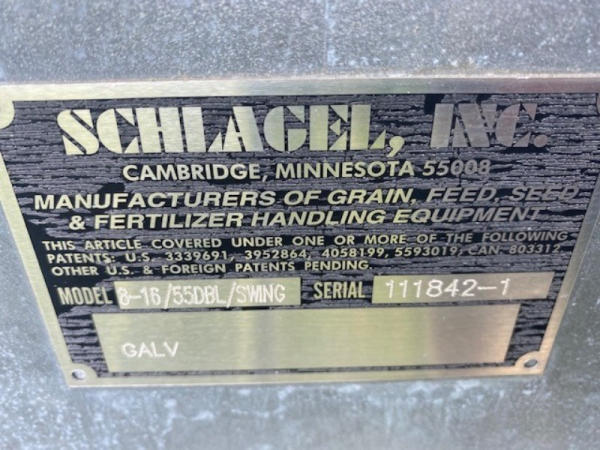 SCHLAGEL, INC.
CAMBRIDGE, MINNESOTA 55008
MANUFACTURERS OF GRAIN, FEED, SEED
& FERTILIZER HANDLING EQUIPMENT
THIS ARTICLE COVERED UNDER ONE OR MORE OF THE FOLLOWING
PATENTS: U.S. 3339691, 3952864, 4058199, 5593019; CAN. 803312
OTHER U.S. & FOREIGN PATENTS PENDING.
MODEL 8-16/55DBL/SWING SERIAL 111842-1
GALV